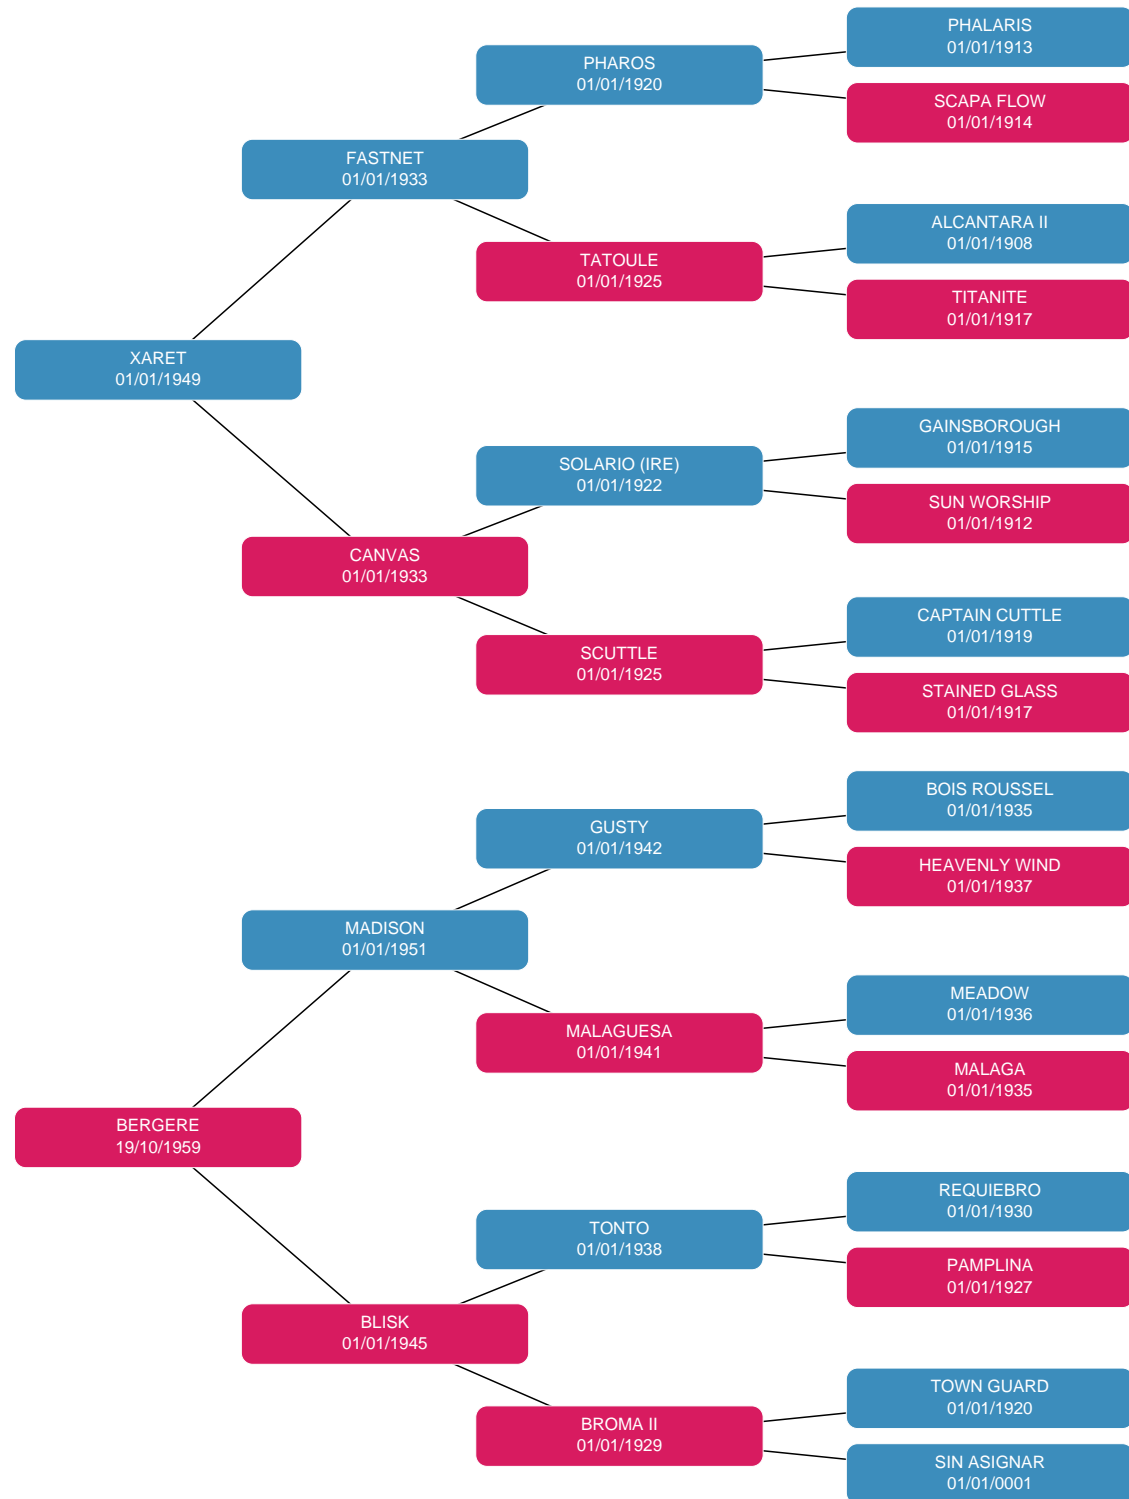 PHALARIS
01/01/1913
PHAROS
01/01/1920
SCAPA FLOW
01/01/1914
FASTNET
01/01/1933
ALCANTARA II
01/01/1908
TATOULE
01/01/1925
TITANITE
01/01/1917
XARET
01/01/1949
GAINSBOROUGH
01/01/1915
SOLARIO (IRE)
01/01/1922
SUN WORSHIP
01/01/1912
CANVAS
01/01/1933
CAPTAIN CUTTLE
01/01/1919
SCUTTLE
01/01/1925
STAINED GLASS
01/01/1917
BOIS ROUSSEL
01/01/1935
GUSTY
01/01/1942
HEAVENLY WIND
01/01/1937
MADISON
01/01/1951
MEADOW
01/01/1936
MALAGUESA
01/01/1941
MALAGA
01/01/1935
BERGERE
19/10/1959
REQUIEBRO
01/01/1930
TONTO
01/01/1938
PAMPLINA
01/01/1927
BLISK
01/01/1945
TOWN GUARD
01/01/1920
BROMA II
01/01/1929
SIN ASIGNAR
01/01/0001